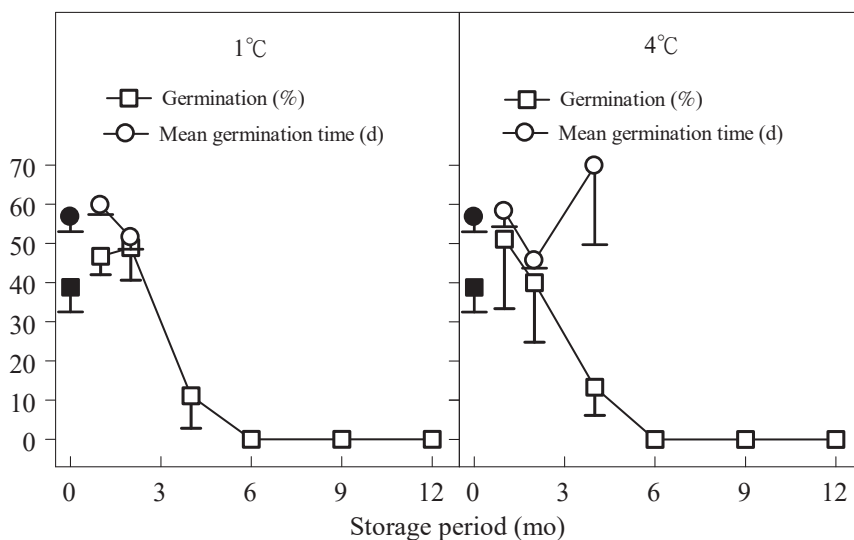 1℃
4℃
Germination (%)
Mean germination time (d)
Germination (%)
Mean germination time (d)
70
60
50
40
30
20
10
0
0 3 6 9 12 0 3 6 9 12
Storage period (mo)